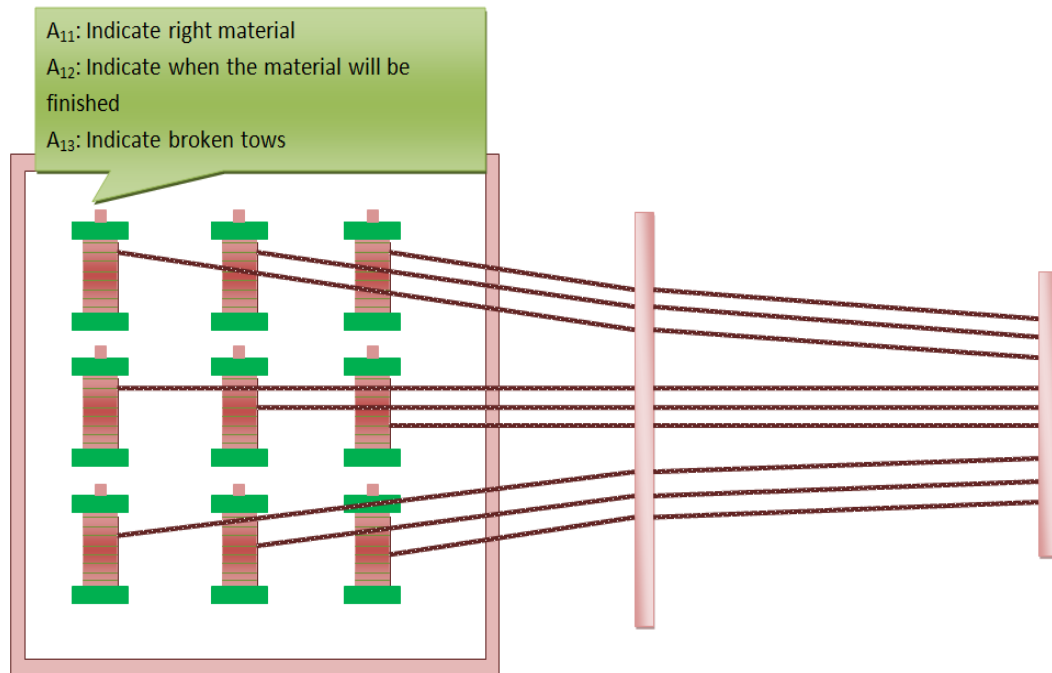 A₁₁: Indicate right material
A₁₂: Indicate when the material will be
finished
A₁₃: Indicate broken tows